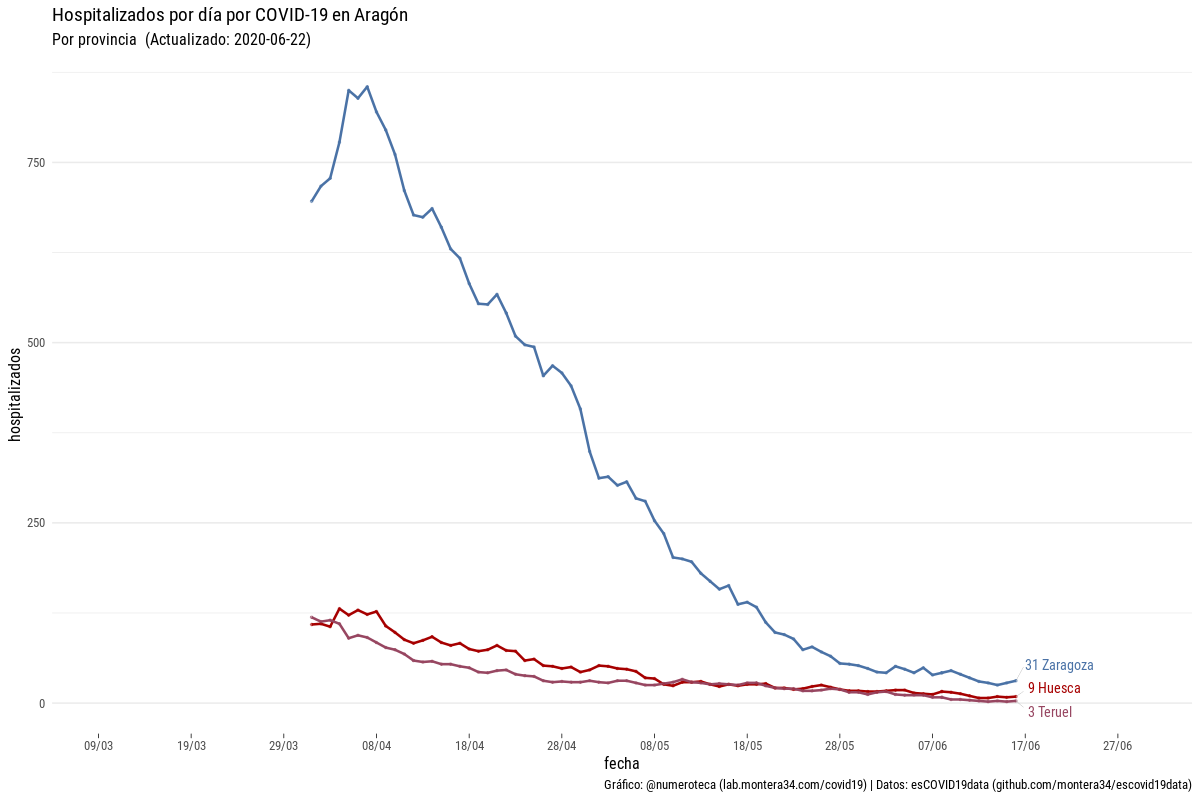 Hospitalizados por día por COVID-19 en Aragón
Por provincia  (Actualizado: 2020-06-22)
hospitalizados
750
500
250
0
31 Zaragoza
9 Huesca
3 Teruel
09/03 19/03 29/03 08/04 18/04 28/04 08/05 18/05 28/05 07/06 17/06 27/06
fecha
Gráfico: @numeroteca (lab.montera34.com/covid19) | Datos: esCOVID19data (github.com/montera34/escovid19data)